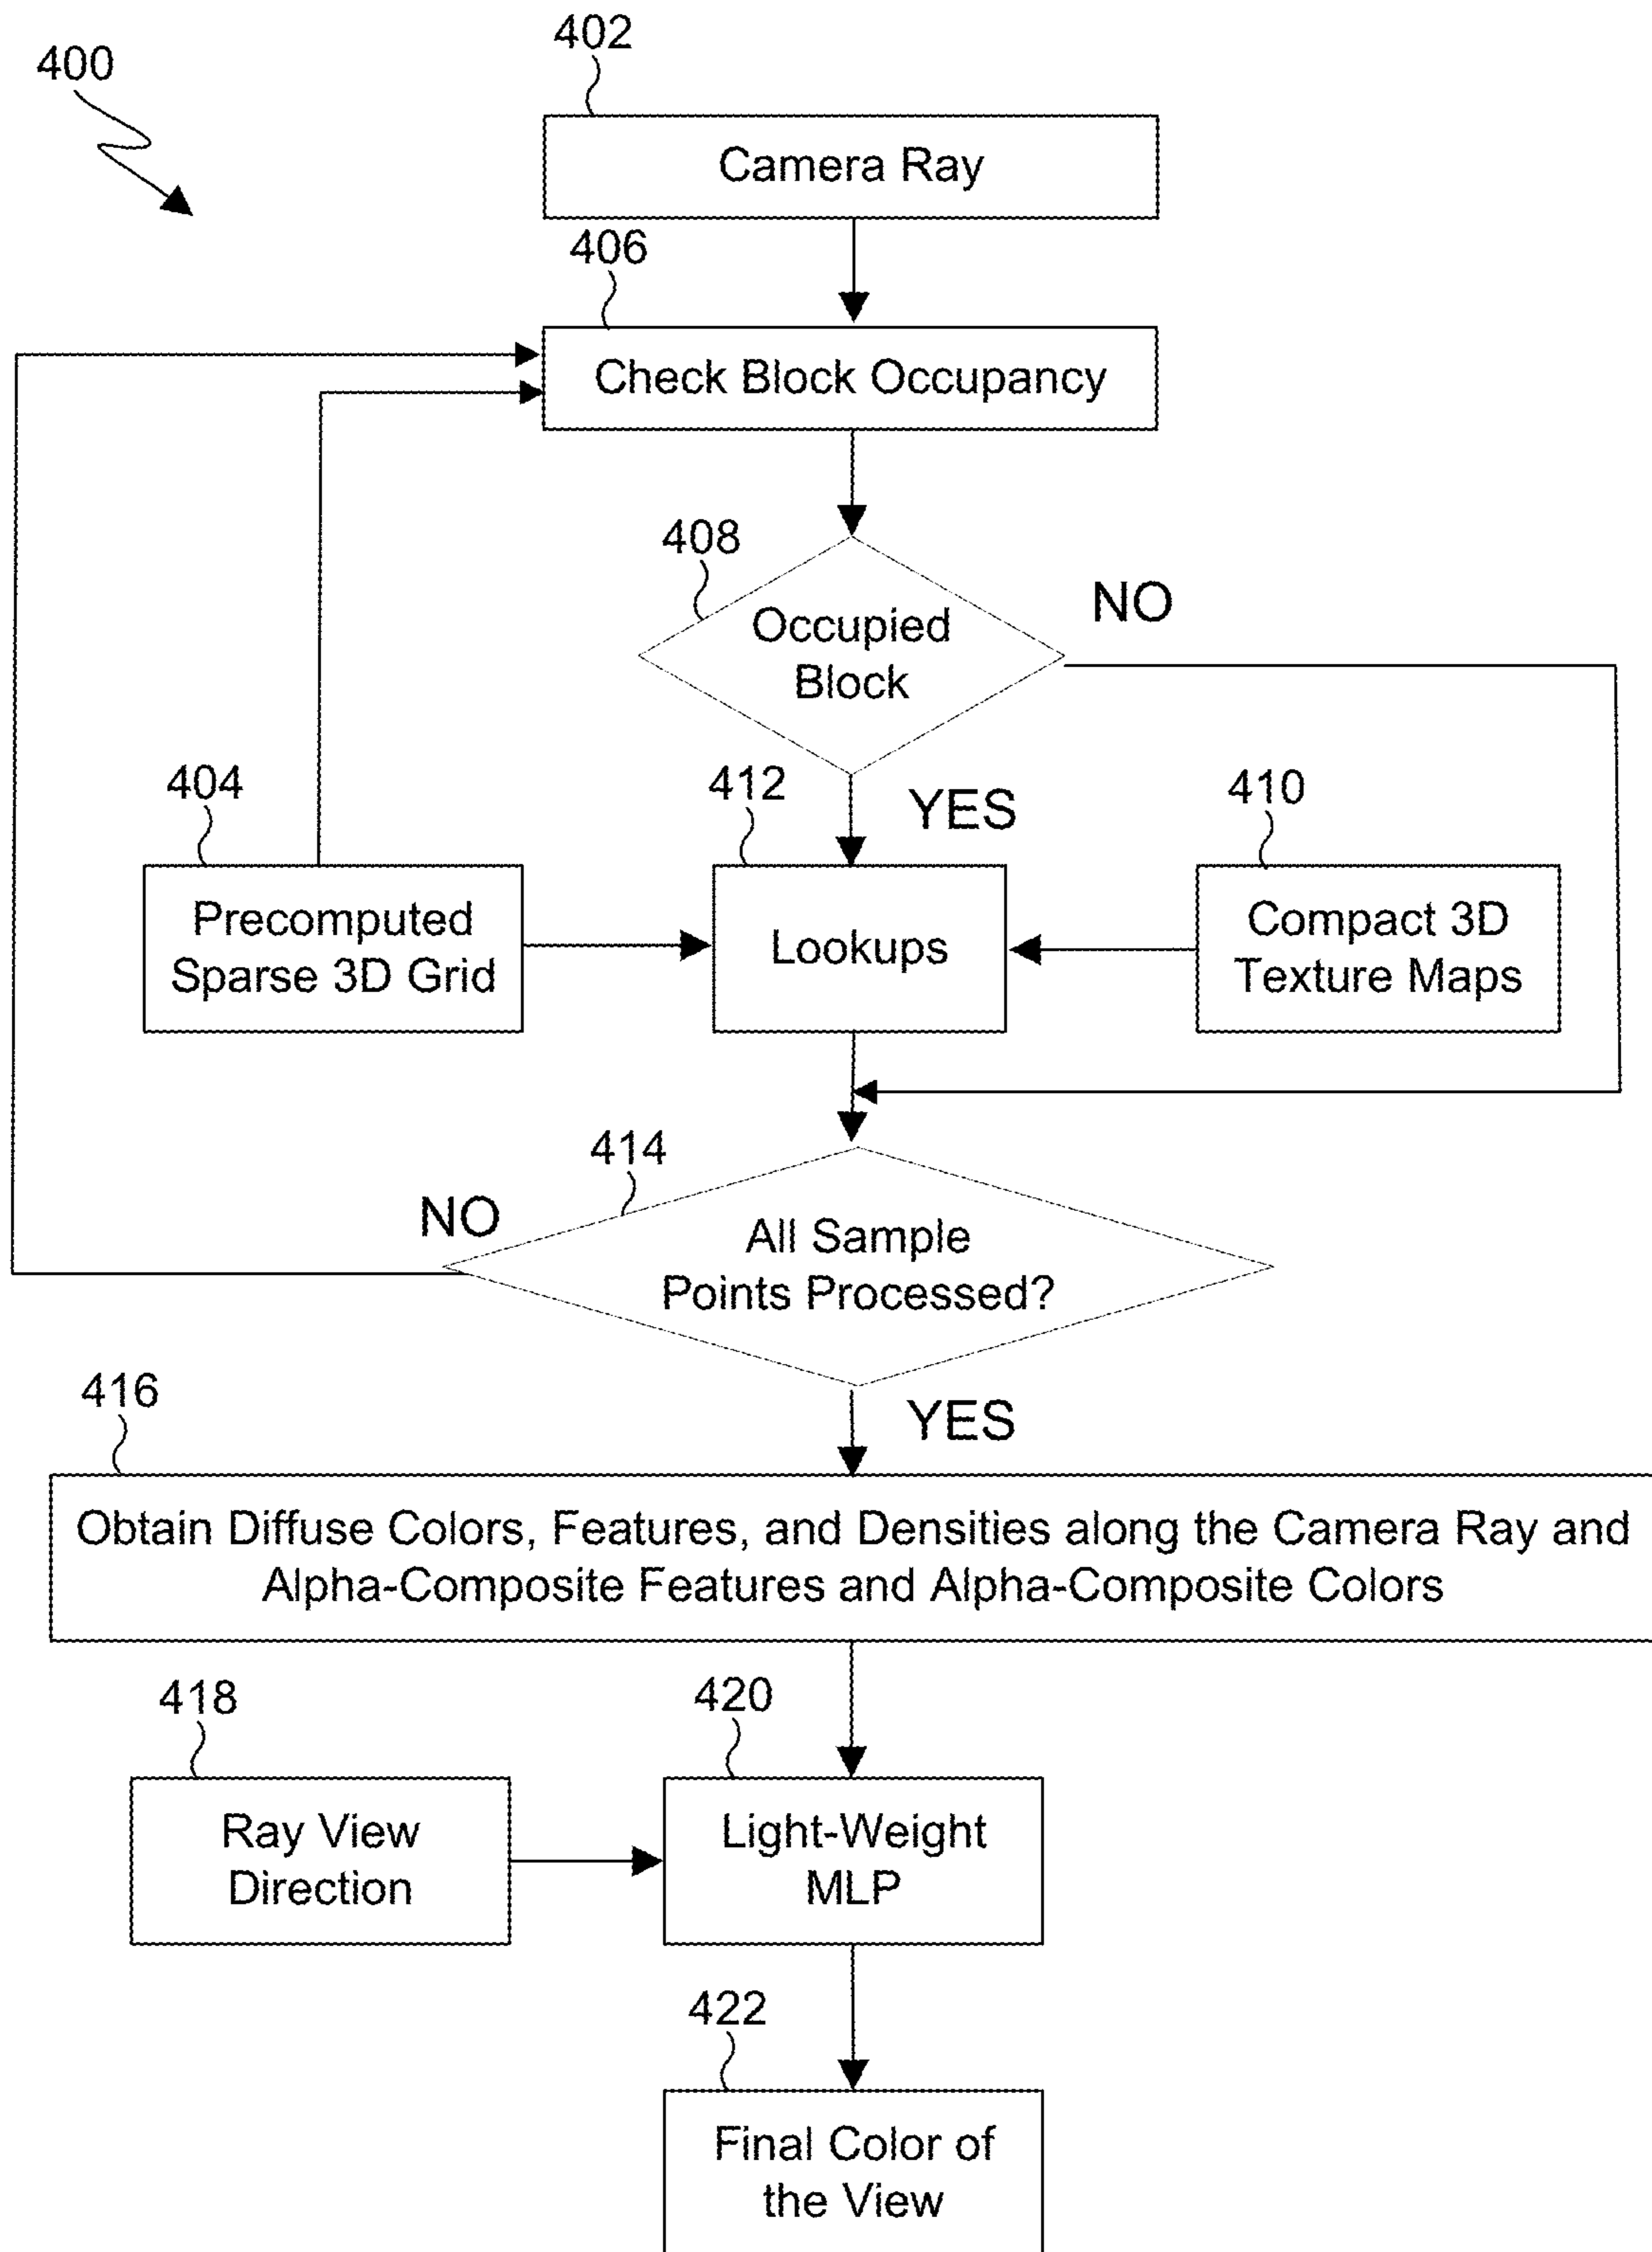 400
402
Camera Ray
406
Check Block Occupancy
408
Occupied
Block
NO
404
412
YES
410
Precomputed
Sparse 3D Grid
Lookups
Compact 3D
Texture Maps
414
NO
All Sample
Points Processed?
416
YES
Obtain Diffuse Colors, Features, and Densities along the Camera Ray and
Alpha-Composite Features and Alpha-Composite Colors
418
420
Ray View
Direction
Light-Weight
MLP
422
Final Color of
the View